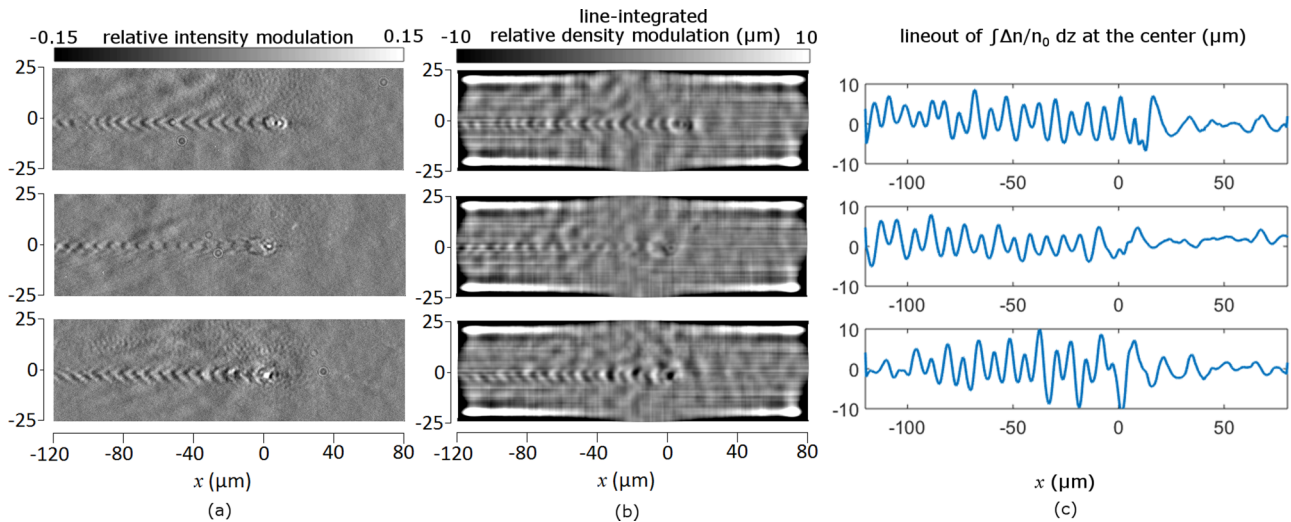 line-integrated
-0.15 relative intensity modulation 0.15
-10 relative density modulation (μm) 10
lineout of ∫Δn/n₀ dz at the center (μm)
25
0
-25
25
0
-25
10
0
-10
-100 -50 0 50
25
0
-25
25
0
-25
10
0
-10
-100 -50 0 50
25
0
-25
25
0
-25
10
0
-10
-100 -50 0 50
-120 -80 -40 0 40 80
-120 -80 -40 0 40 80
x (μm)
x (μm)
x (μm)
(a)
(b)
(c)